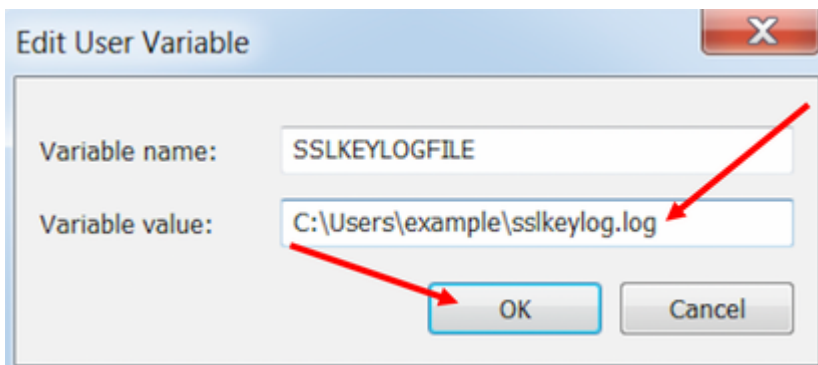 Edit User Variable
Variable name: SSLKEYLOGFILE
Variable value: C:\Users\example\sslkeylog.log
OK Cancel